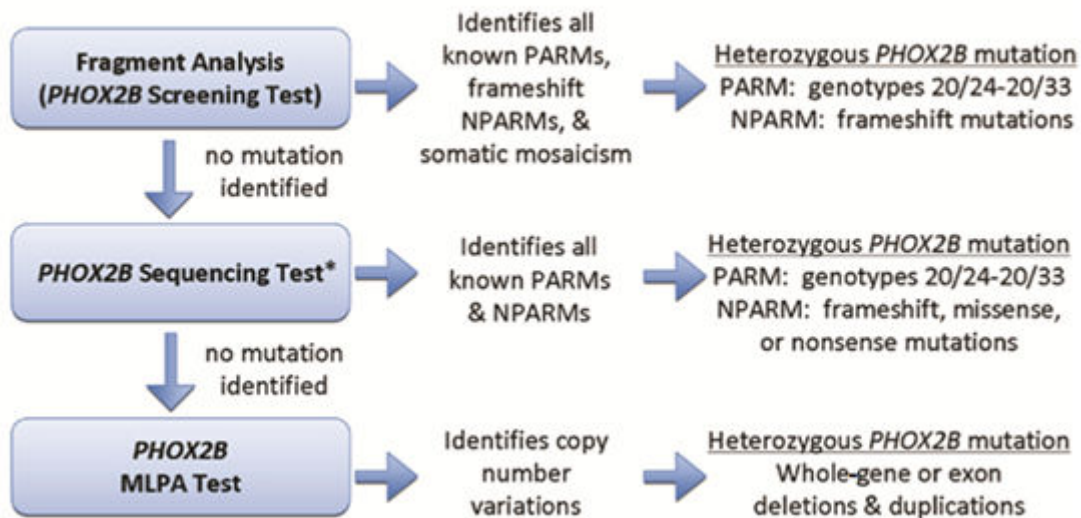 Fragment Analysis
(PHOX2B Screening Test)
Identifies all
known PARMs,
frameshift
NPARMs, &
somatic mosaicism
Heterozygous PHOX2B mutation
PARM: genotypes 20/24-20/33
NPARM: frameshift mutations
no mutation
identified
PHOX2B Sequencing Test*
Identifies all
known PARMs
& NPARMs
Heterozygous PHOX2B mutation
PARM: genotypes 20/24-20/33
NPARM: frameshift, missense,
or nonsense mutations
no mutation
identified
PHOX2B
MLPA Test
Identifies copy
number
variations
Heterozygous PHOX2B mutation
Whole-gene or exon
deletions & duplications